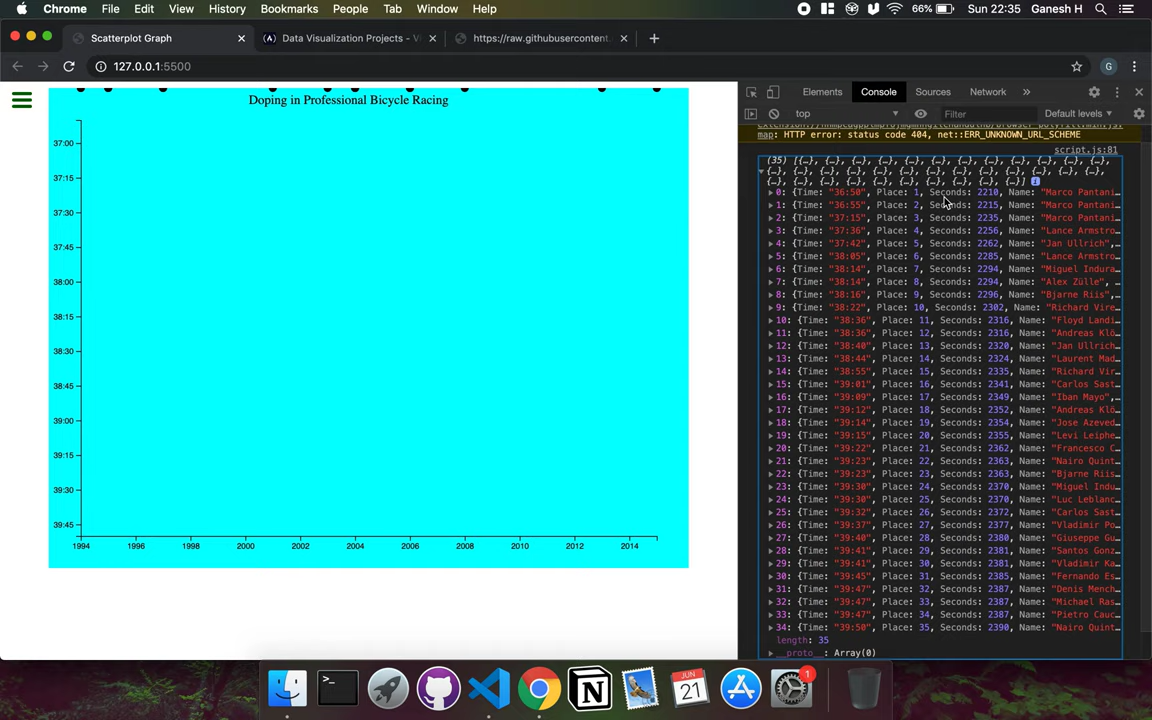 Chrome File Edit View History Bookmarks People Tab Window Help 66% Sun 22:35 Ganesh H
Scatterplot Graph
Data Visualization Projects - V
https://raw.githubusercontent.
127.0.0.1:5500
G
Elements Console Sources Network »
top Filter Default levels
map: HTTP error: status code 404, net::ERR_UNKNOWN_URL_SCHEME
script.js:81
(35) [{…}, {…}, {…}, {…}, {…}, {…}, {…}, {…}, {…}, {…}, {…}, {…},
{…}, {…}, {…}, {…}, {…}, {…}, {…}, {…}, {…}, {…}, {…}, {…},
{…}, {…}, {…}, {…}, {…}, {…}, {…}, {…}, {…}, {…}, {…}]
0: {Time: "36:50", Place: 1, Seconds: 2210, Name: "Marco Pantani…
1: {Time: "36:55", Place: 2, Seconds: 2215, Name: "Marco Pantani…
2: {Time: "37:15", Place: 3, Seconds: 2235, Name: "Marco Pantani…
3: {Time: "37:36", Place: 4, Seconds: 2256, Name: "Lance Armstro…
4: {Time: "37:42", Place: 5, Seconds: 2262, Name: "Jan Ullrich",…
5: {Time: "38:05", Place: 6, Seconds: 2285, Name: "Lance Armstro…
6: {Time: "38:14", Place: 7, Seconds: 2294, Name: "Miguel Indura…
7: {Time: "38:14", Place: 8, Seconds: 2294, Name: "Alex Zülle", …
8: {Time: "38:16", Place: 9, Seconds: 2296, Name: "Bjarne Riis",…
9: {Time: "38:22", Place: 10, Seconds: 2302, Name: "Richard Vire…
10: {Time: "38:36", Place: 11, Seconds: 2316, Name: "Floyd Landi…
11: {Time: "38:36", Place: 12, Seconds: 2316, Name: "Andreas Klö…
12: {Time: "38:40", Place: 13, Seconds: 2320, Name: "Jan Ullrich…
13: {Time: "38:44", Place: 14, Seconds: 2324, Name: "Laurent Mad…
14: {Time: "38:55", Place: 15, Seconds: 2335, Name: "Richard Vir…
15: {Time: "39:01", Place: 16, Seconds: 2341, Name: "Carlos Sast…
16: {Time: "39:09", Place: 17, Seconds: 2349, Name: "Iban Mayo",…
17: {Time: "39:12", Place: 18, Seconds: 2352, Name: "Andreas Klö…
18: {Time: "39:14", Place: 19, Seconds: 2354, Name: "Jose Azeved…
19: {Time: "39:15", Place: 20, Seconds: 2355, Name: "Levi Leiphe…
20: {Time: "39:22", Place: 21, Seconds: 2362, Name: "Francesco C…
21: {Time: "39:23", Place: 22, Seconds: 2363, Name: "Nairo Quint…
22: {Time: "39:23", Place: 23, Seconds: 2363, Name: "Bjarne Riis…
23: {Time: "39:30", Place: 24, Seconds: 2370, Name: "Miguel Indu…
24: {Time: "39:30", Place: 25, Seconds: 2370, Name: "Luc Leblanc…
25: {Time: "39:32", Place: 26, Seconds: 2372, Name: "Carlos Sast…
26: {Time: "39:37", Place: 27, Seconds: 2377, Name: "Vladimir Po…
27: {Time: "39:40", Place: 28, Seconds: 2380, Name: "Giuseppe Gu…
28: {Time: "39:41", Place: 29, Seconds: 2381, Name: "Santos Gonz…
29: {Time: "39:41", Place: 30, Seconds: 2381, Name: "Vladimir Ka…
30: {Time: "39:45", Place: 31, Seconds: 2385, Name: "Fernando Es…
31: {Time: "39:47", Place: 32, Seconds: 2387, Name: "Denis Mench…
32: {Time: "39:47", Place: 33, Seconds: 2387, Name: "Michael Ras…
33: {Time: "39:47", Place: 34, Seconds: 2387, Name: "Pietro Cauc…
34: {Time: "39:50", Place: 35, Seconds: 2390, Name: "Nairo Quint…
length: 35
__proto__: Array(0)
Doping in Professional Bicycle Racing
37:00
37:15
37:30
37:45
38:00
38:15
38:30
38:45
39:00
39:15
39:30
39:45
1994 1996 1998 2000 2002 2004 2006 2008 2010 2012 2014
JUN
21
1